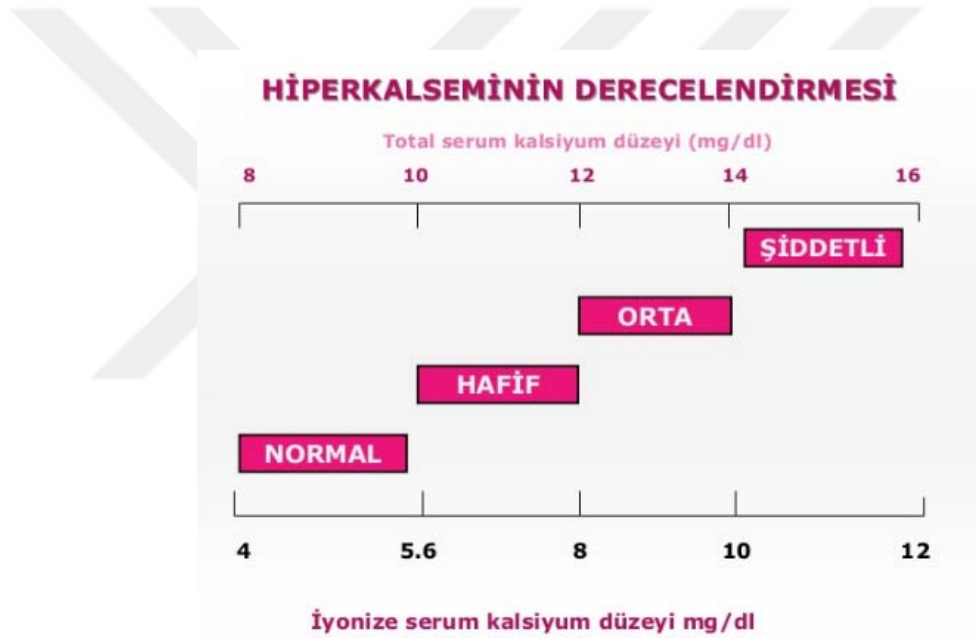 HİPERKALSEMİNİN DERECELENDİRMESİ
Total serum kalsiyum düzeyi (mg/dl)
8 10 12 14 16
ŞİDDETLİ
ORTA
HAFİF
NORMAL
4 5.6 8 10 12
İyonize serum kalsiyum düzeyi mg/dl